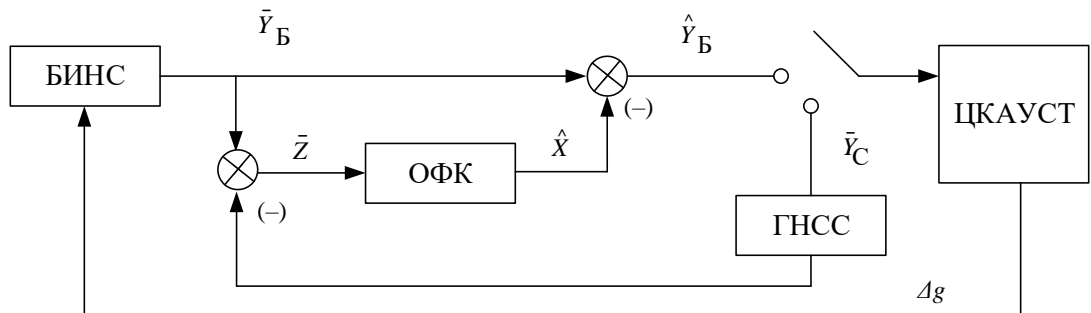 Ȳ_Б
Ŷ_Б
БИНС
(–)
ЦКАУСТ
Z̄
X̂
Ȳ_С
ОФК
(–)
ГНСС
Δg